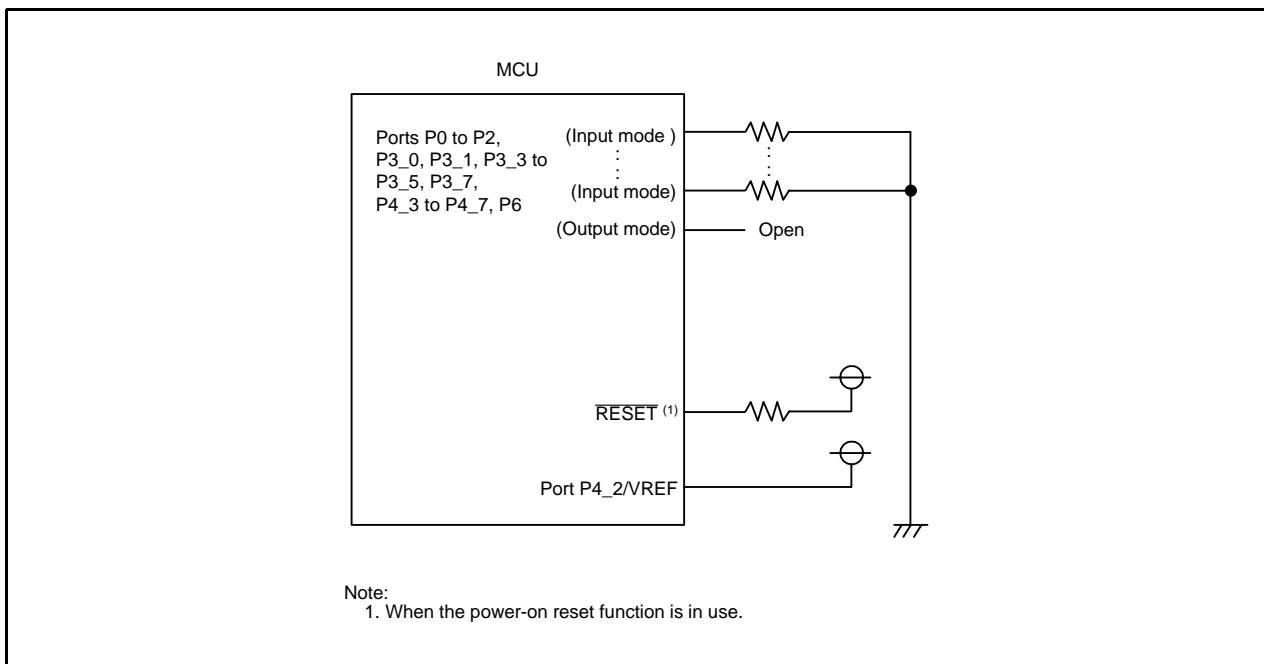 MCU
Ports P0 to P2,
P3_0, P3_1, P3_3 to
P3_5, P3_7,
P4_3 to P4_7, P6
(Input mode )
(Input mode)
(Output mode)
Open
RESET (1)
Port P4_2/VREF
Note:
1. When the power-on reset function is in use.